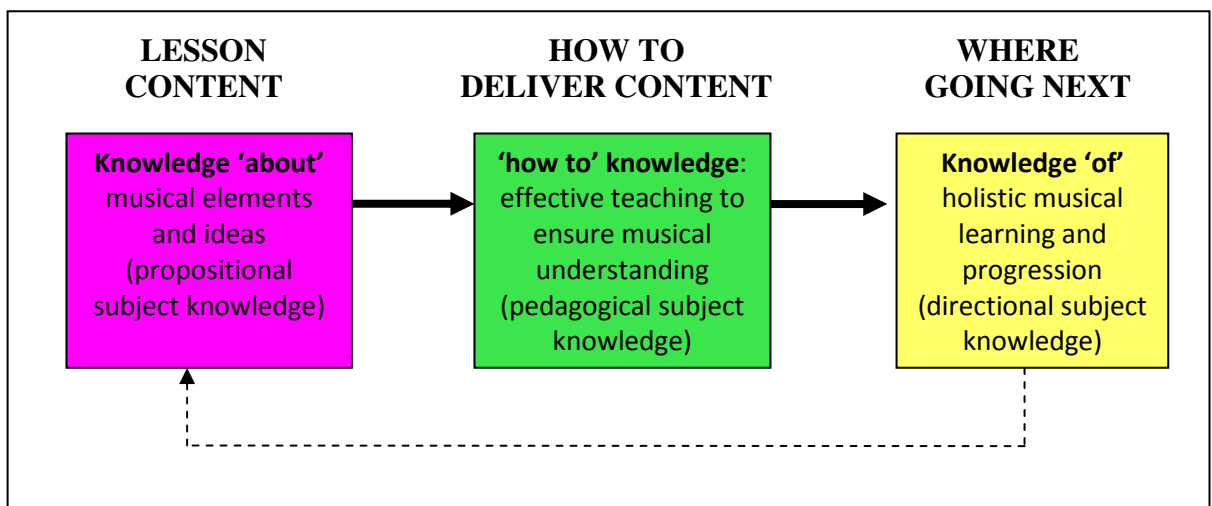 LESSON
CONTENT
HOW TO
DELIVER CONTENT
WHERE
GOING NEXT
Knowledge ‘about’
musical elements
and ideas
(propositional
subject knowledge)
‘how to’ knowledge:
effective teaching to
ensure musical
understanding
(pedagogical subject
knowledge)
Knowledge ‘of’
holistic musical
learning and
progression
(directional subject
knowledge)